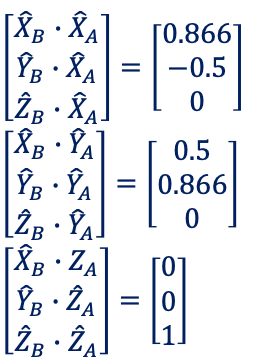 X̂_B · X̂_A
Ŷ_B · X̂_A = 0.866 −0.5 0
Ẑ_B · X̂_A
X̂_B · Ŷ_A
Ŷ_B · Ŷ_A = 0.5 0.866 0
Ẑ_B · Ŷ_A
X̂_B · Z_A
Ŷ_B · Ẑ_A = 0 0 1
Ẑ_B · Ẑ_A